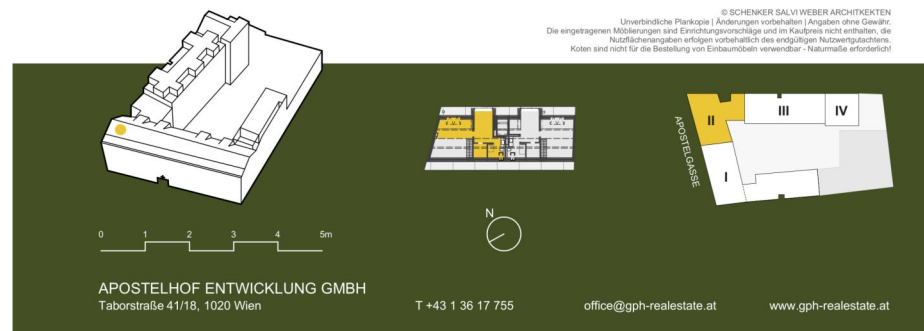 © SCHENKER SALVI WEBER ARCHITKEKTEN
Unverbindliche Plankopie | Änderungen vorbehalten | Angaben ohne Gewähr.
Die eingetragenen Möblierungen sind Einrichtungsvorschläge und im Kaufpreis nicht enthalten, die
Nutzflächenangaben erfolgen vorbehaltlich des endgültigen Nutzwertgutachtens.
Koten sind nicht für die Bestellung von Einbaumöbeln verwendbar - Naturmaße erforderlich!
II
III
IV
APOSTELGASSE
I
N
0 1 2 3 4 5m
APOSTELHOF ENTWICKLUNG GMBH
Taborstraße 41/18, 1020 Wien
T +43 1 36 17 755
office@gph-realestate.at
www.gph-realestate.at